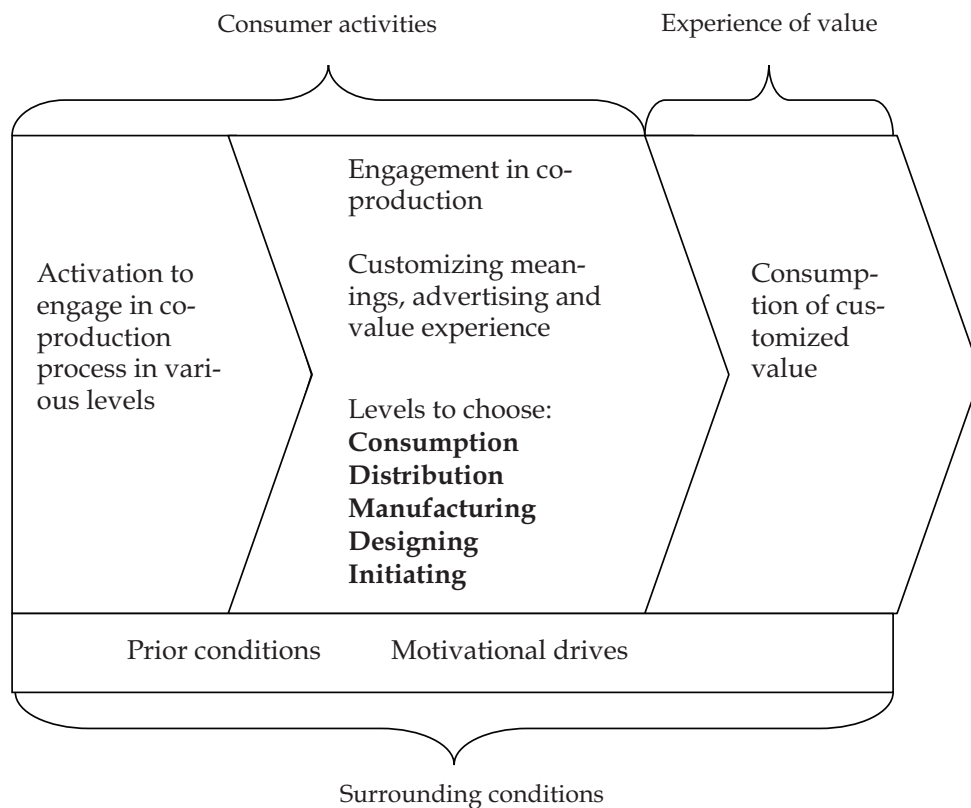 Consumer activities
Experience of value
Activation to
engage in co-
production
process in vari-
ous levels
Engagement in co-
production
Customizing mean-
ings, advertising and
value experience
Levels to choose:
Consumption
Distribution
Manufacturing
Designing
Initiating
Consump-
tion of cus-
tomized
value
Prior conditions
Motivational drives
Surrounding conditions